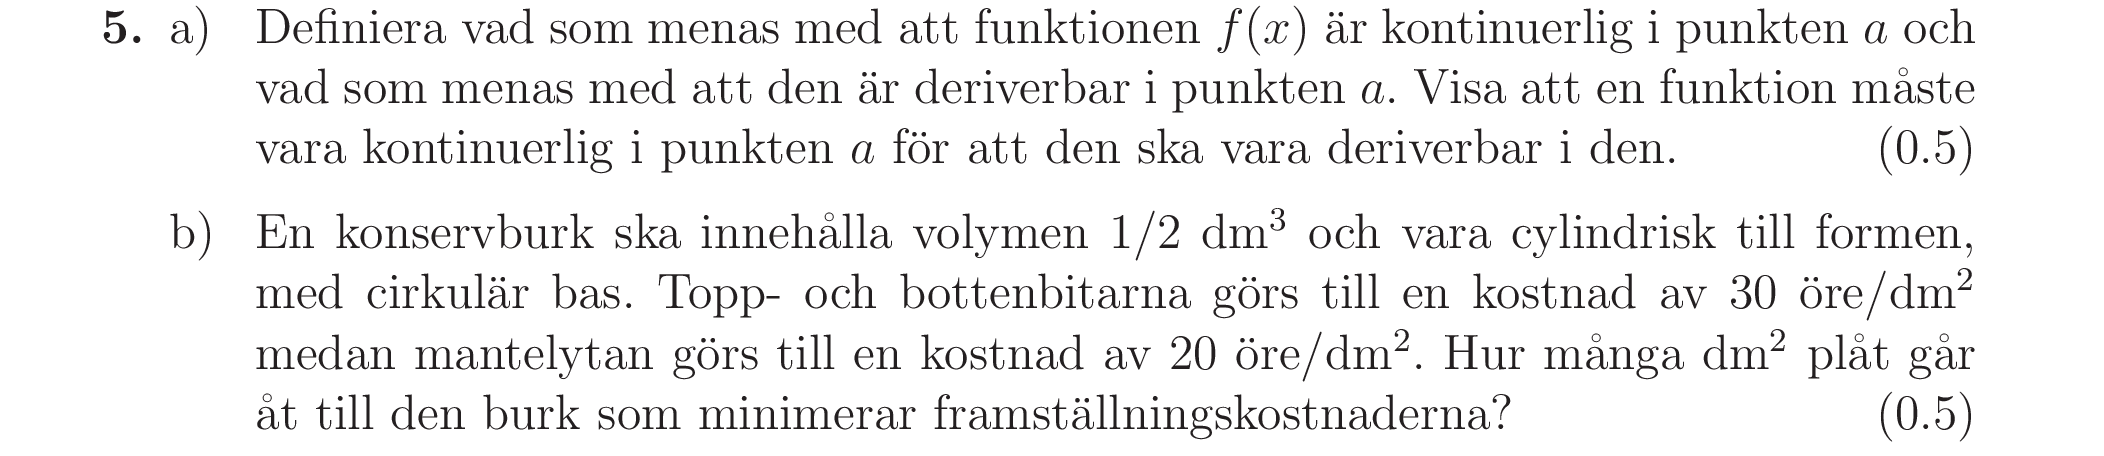 5. a) Definiera vad som menas med att funktionen f(x) är kontinuerlig i punkten a och
vad som menas med att den är deriverbar i punkten a. Visa att en funktion måste
vara kontinuerlig i punkten a för att den ska vara deriverbar i den. (0.5)
b) En konservburk ska innehålla volymen 1/2 dm³ och vara cylindrisk till formen,
med cirkulär bas. Topp- och bottenbitarna görs till en kostnad av 30 öre/dm²
medan mantelytan görs till en kostnad av 20 öre/dm². Hur många dm² plåt går
åt till den burk som minimerar framställningskostnaderna? (0.5)